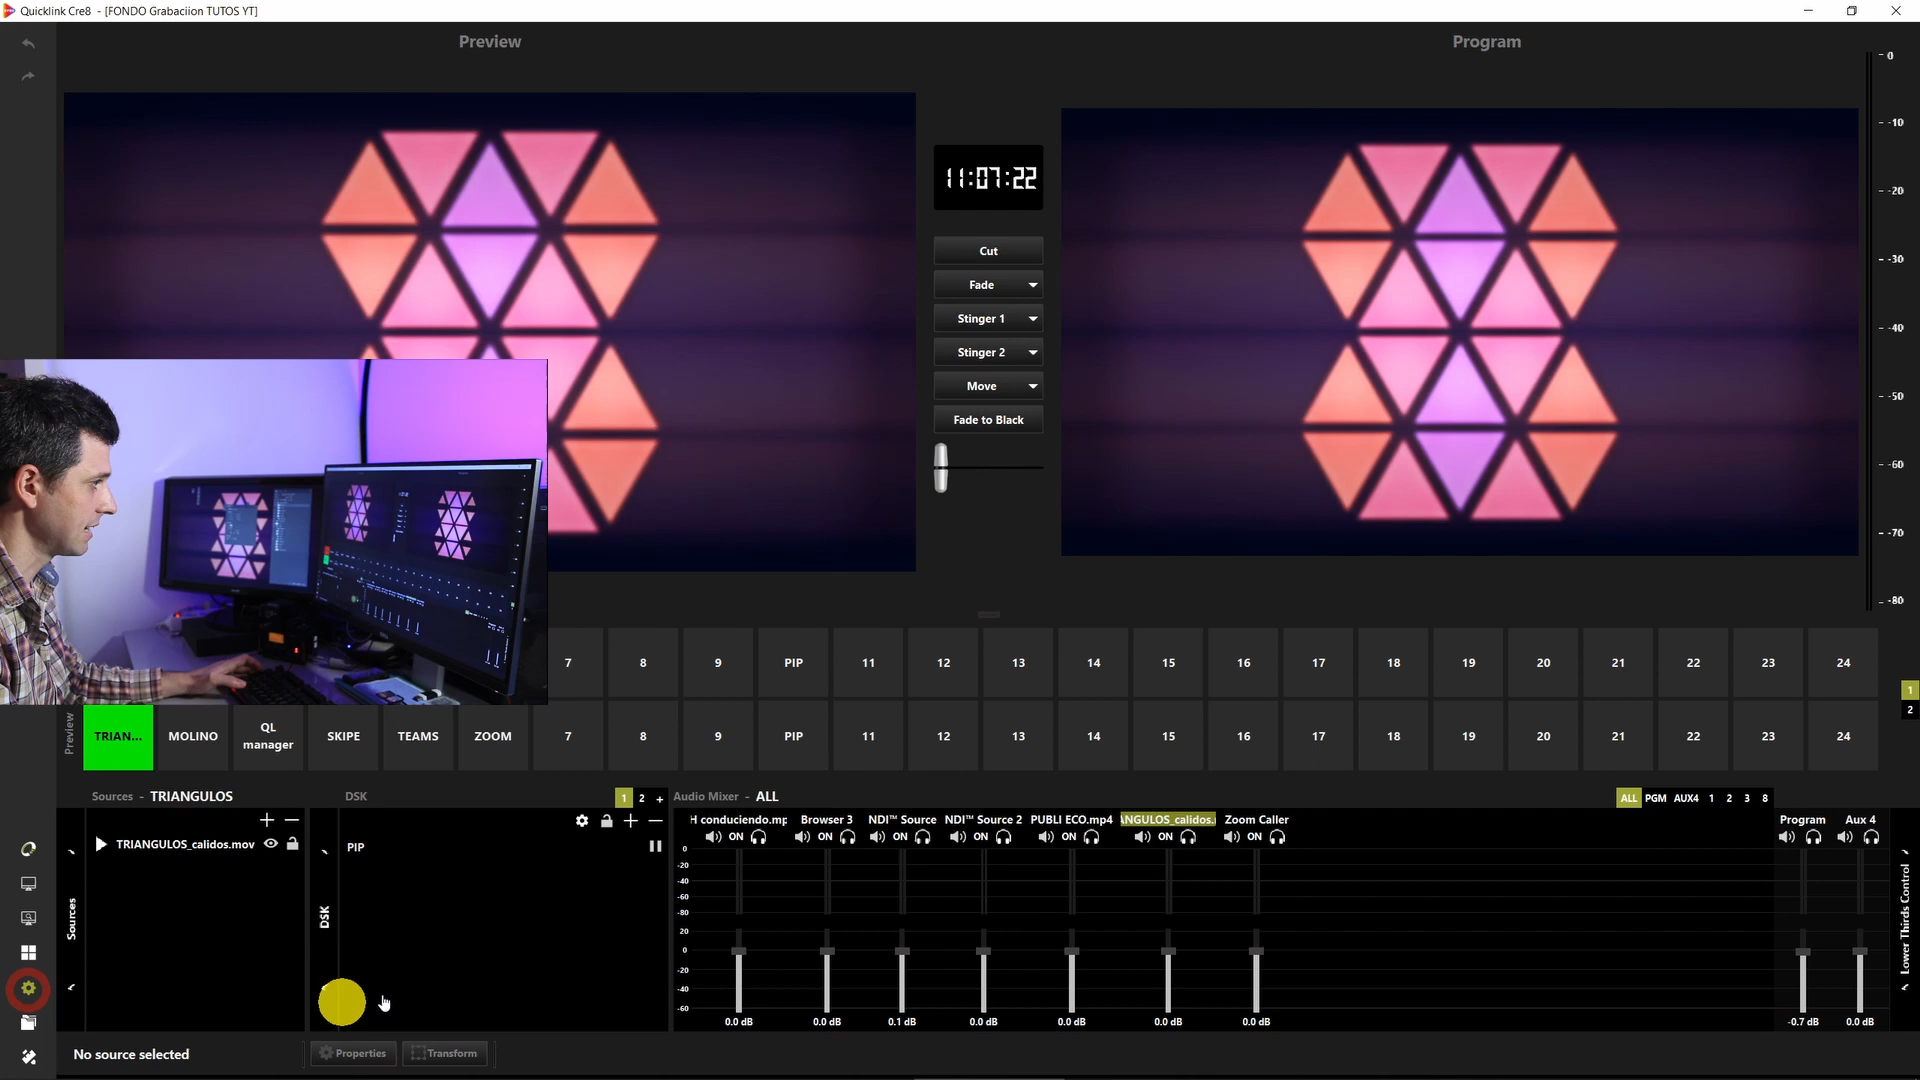 Quicklink Cre8 - [FONDO Grabaciion TUTOS YT]
Preview
Program
0
-10
-20
-30
-40
-50
-60
-70
-80
11:07:22
Cut
Fade
Stinger 1
Stinger 2
Move
Fade to Black
7 8 9 PIP 11 12 13 14 15 16 17 18 19 20 21 22 23 24
1
2
Preview
TRIAN... MOLINO QL manager SKIPE TEAMS ZOOM 7 8 9 PIP 11 12 13 14 15 16 17 18 19 20 21 22 23 24
Sources - TRIANGULOS
DSK
1 2 +
Audio Mixer - ALL
ALL PGM AUX4 1 2 3 8
Sources
TRIANGULOS_calidos.mov
DSK
PIP
H conduciendo.mp Browser 3 NDI™ Source NDI™ Source 2 PUBLI ECO.mp4 ANGULOS_calidos. Zoom Caller Program Aux 4
ON ON ON ON ON ON ON
0
-20
-40
-60
-80
20
0
-20
-40
-60
0.0 dB 0.0 dB 0.1 dB 0.0 dB 0.0 dB 0.0 dB 0.0 dB -0.7 dB 0.0 dB
Lower Thirds Control
No source selected
Properties
Transform